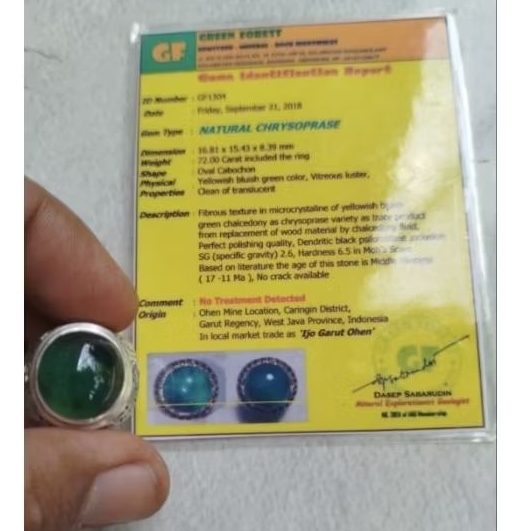 GF
GREEN FOREST
Gems Identification Report
ID Number : GF1304
Date : Friday, September 21, 2018
Gem Type : NATURAL CHRYSOPRASE
Dimension : 16.81 x 15.43 x 8.39 mm
Weight : 72.00 Carat included the ring
Shape : Oval Cabochon
Physical : Yellowish bluish green color, Vitreous luster,
Properties Clean of translucent
Description : Fibrous texture in microcrystalline of yellowish
green chalcedony as chrysoprase variety as trace product
from replacement of wood material by chalcedony fluid,
Perfect polishing quality, Dendritic black
SG (specific gravity) 2.6, Hardness 6.5 in Moh's Scale
Based on literature the age of this stone is Middle
( 17 -11 Ma ), No crack available
Comment : No Treatment Detected
Origin : Ohen Mine Location, Caringin District,
Garut Regency, West Java Province, Indonesia
In local market trade as 'Ijo Garut Ohen'
GF
DASEP SABARUDIN
Mineral Explorationist Geologist